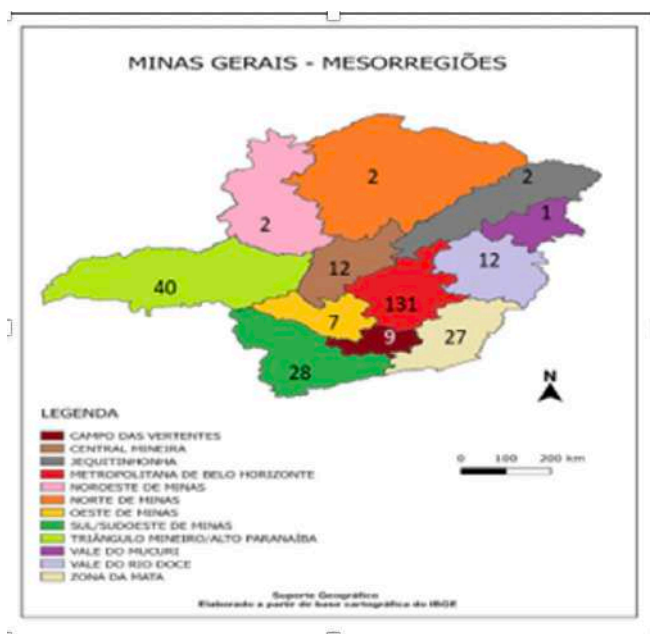 MINAS GERAIS - MESORREGIÕES
2
2
2
1
12
12
40
131
7
9
27
28
N
LEGENDA
CAMPO DAS VERTENTES
CENTRAL MINEIRA
JEQUITINHONHA
METROPOLITANA DE BELO HORIZONTE
NOROESTE DE MINAS
NORTE DE MINAS
OESTE DE MINAS
SUL/SUDOESTE DE MINAS
TRIÂNGULO MINEIRO/ALTO PARANAÍBA
VALE DO MUCURI
VALE DO RIO DOCE
ZONA DA MATA
0 100 200 km
Suporte Geográfico
Elaborado a partir de base cartográfica do IBGE